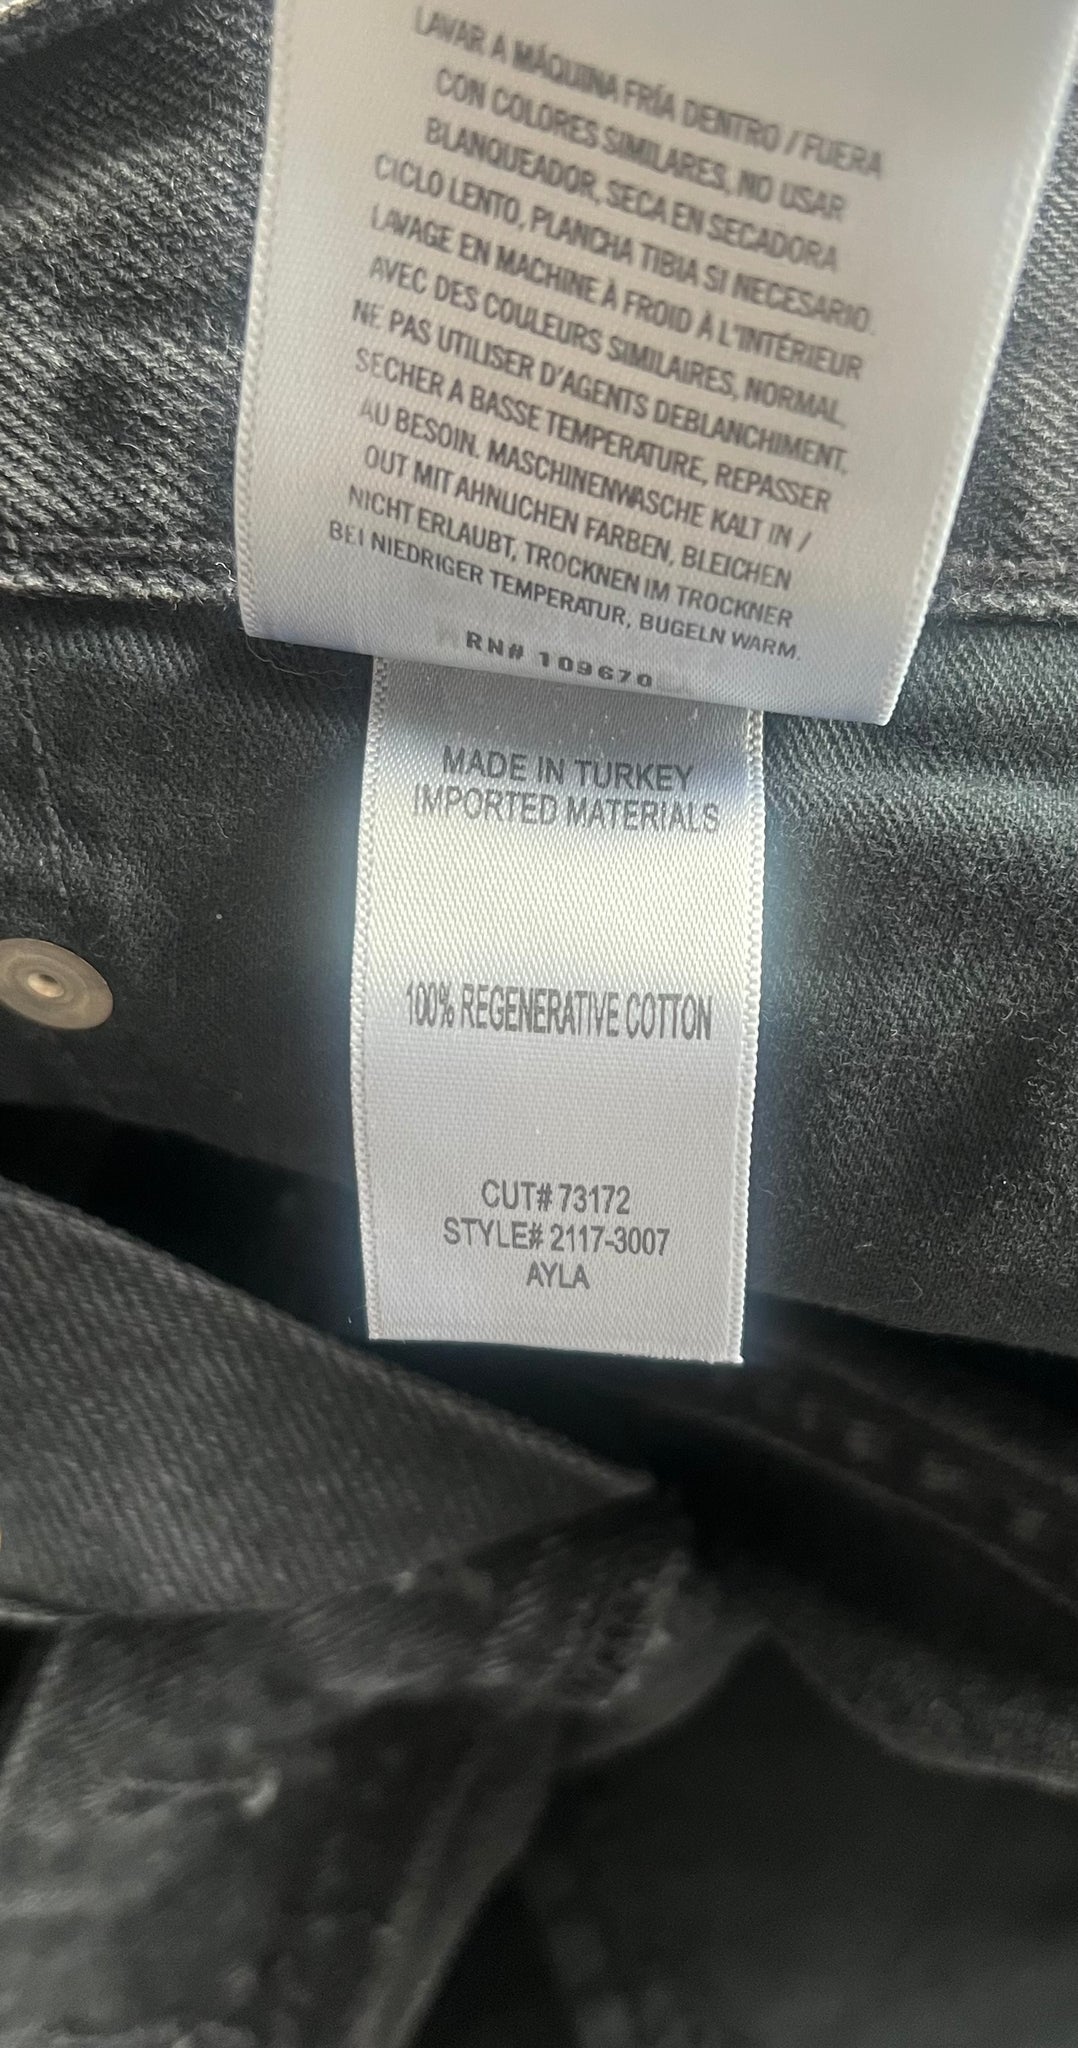 LAVAR A MÁQUINA FRÍA DENTRO / FUERA
CON COLORES SIMILARES, NO USAR
BLANQUEADOR, SECA EN SECADORA
CICLO LENTO, PLANCHA TIBIA SI NECESARIO.
LAVAGE EN MACHINE À FROID À L'INTÉRIEUR
AVEC DES COULEURS SIMILAIRES, NORMAL,
NE PAS UTILISER D'AGENTS DEBLANCHIMENT,
SECHER A BASSE TEMPERATURE, REPASSER
AU BESOIN. MASCHINENWASCHE KALT IN /
OUT MIT AHNLICHEN FARBEN, BLEICHEN
NICHT ERLAUBT, TROCKNEN IM TROCKNER
BEI NIEDRIGER TEMPERATUR, BUGELN WARM.
RN# 109670
MADE IN TURKEY
IMPORTED MATERIALS
100% REGENERATIVE COTTON
CUT# 73172
STYLE# 2117-3007
AYLA